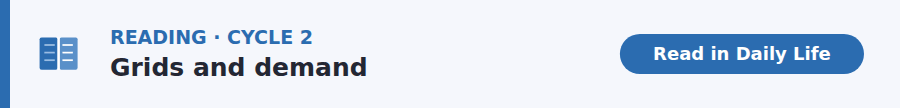 READING · CYCLE 2
Grids and demand
Read in Daily Life